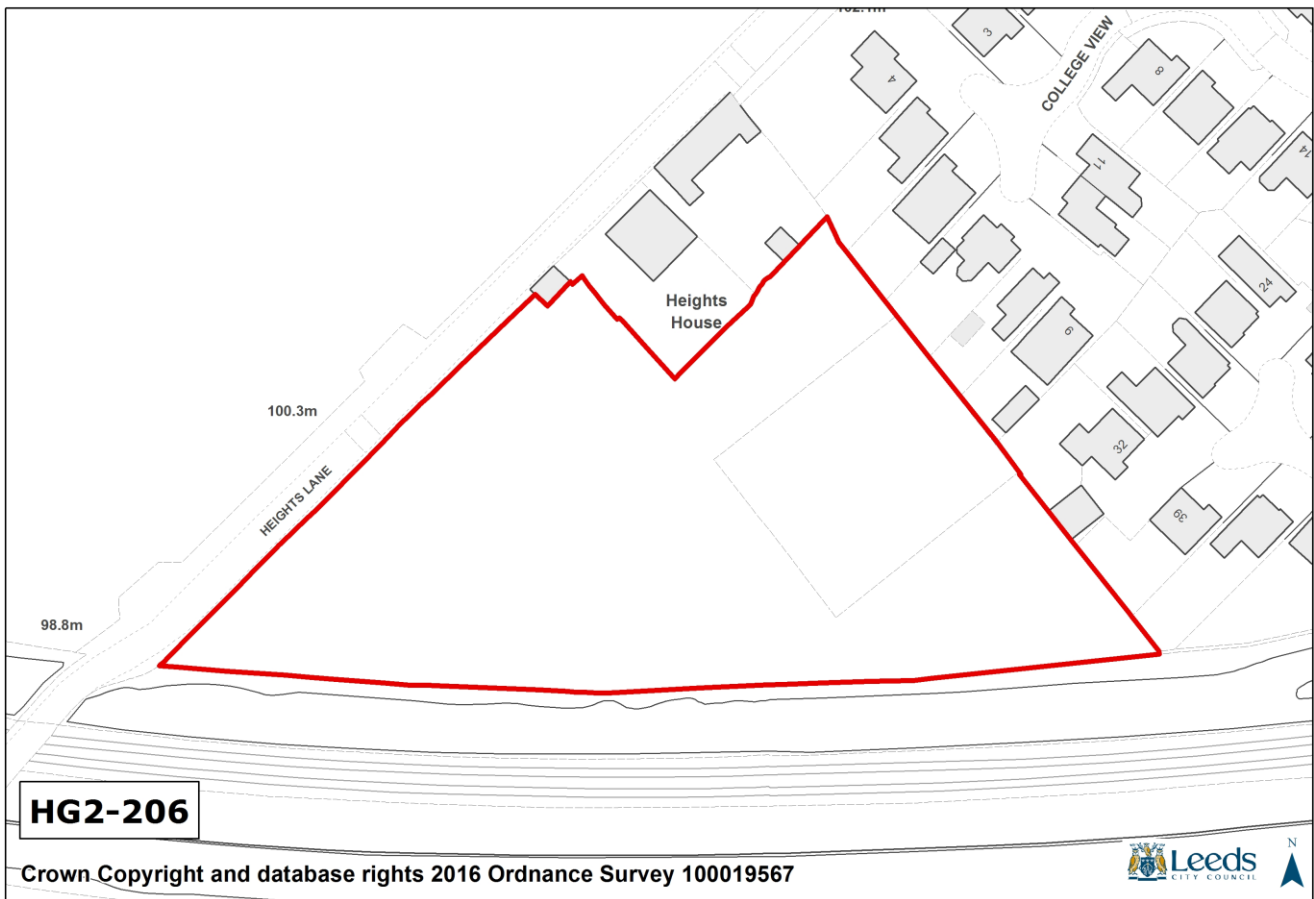 3
4
COLLEGE VIEW
8
11
14
24
Heights
House
9
100.3m
32
HEIGHTS LANE
39
98.8m
HG2-206
Crown Copyright and database rights 2016 Ordnance Survey 100019567
Leeds
CITY COUNCIL
N